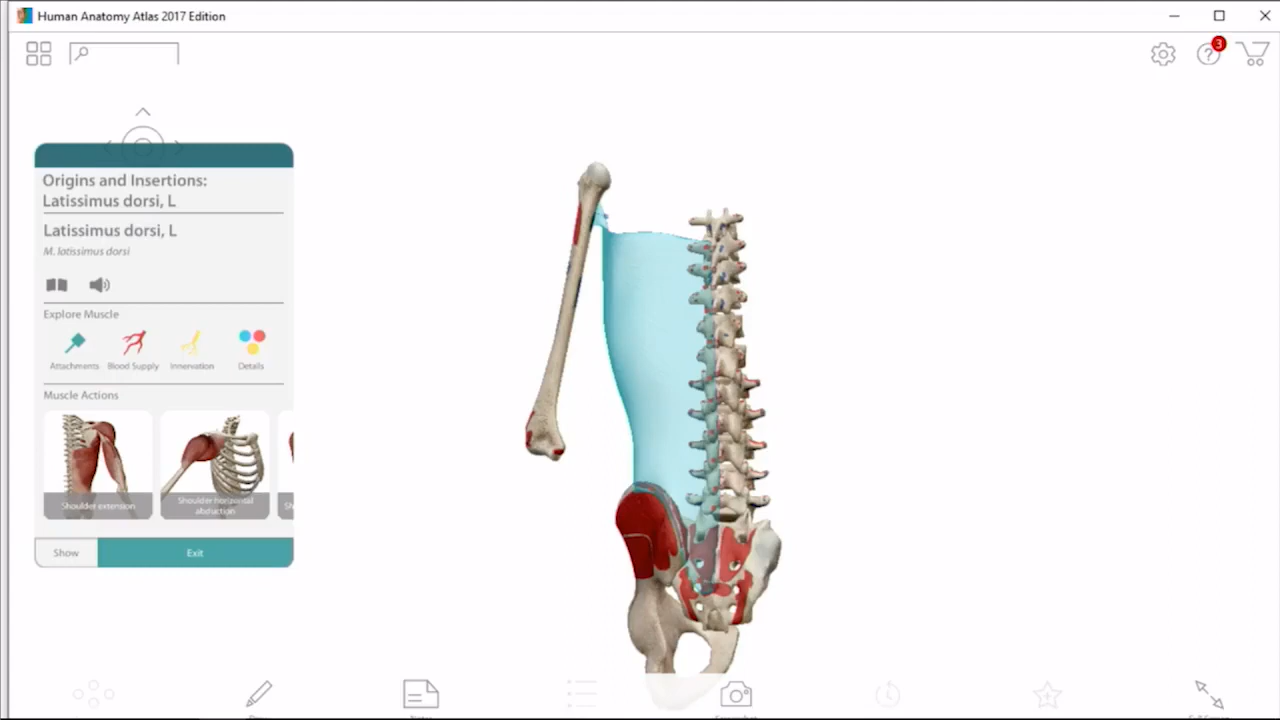 Human Anatomy Atlas 2017 Edition
3
Origins and Insertions:
Latissimus dorsi, L
Latissimus dorsi, L
M. latissimus dorsi
Explore Muscle
Attachments Blood Supply Innervation Details
Muscle Actions
Shoulder extension
Shoulder horizontal
abduction
Show Exit